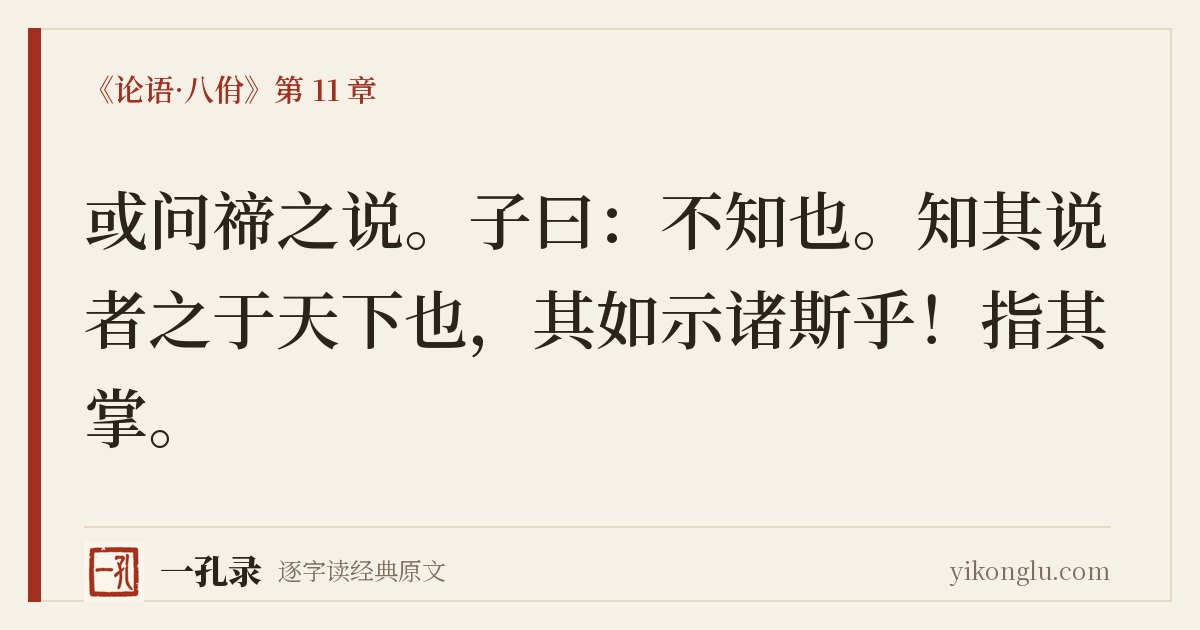 《论语·八佾》第 11 章
或问禘之说。子曰：不知也。知其说
者之于天下也，其如示诸斯乎！指其
掌。
一孔
一孔录 逐字读经典原文 yikonglu.com